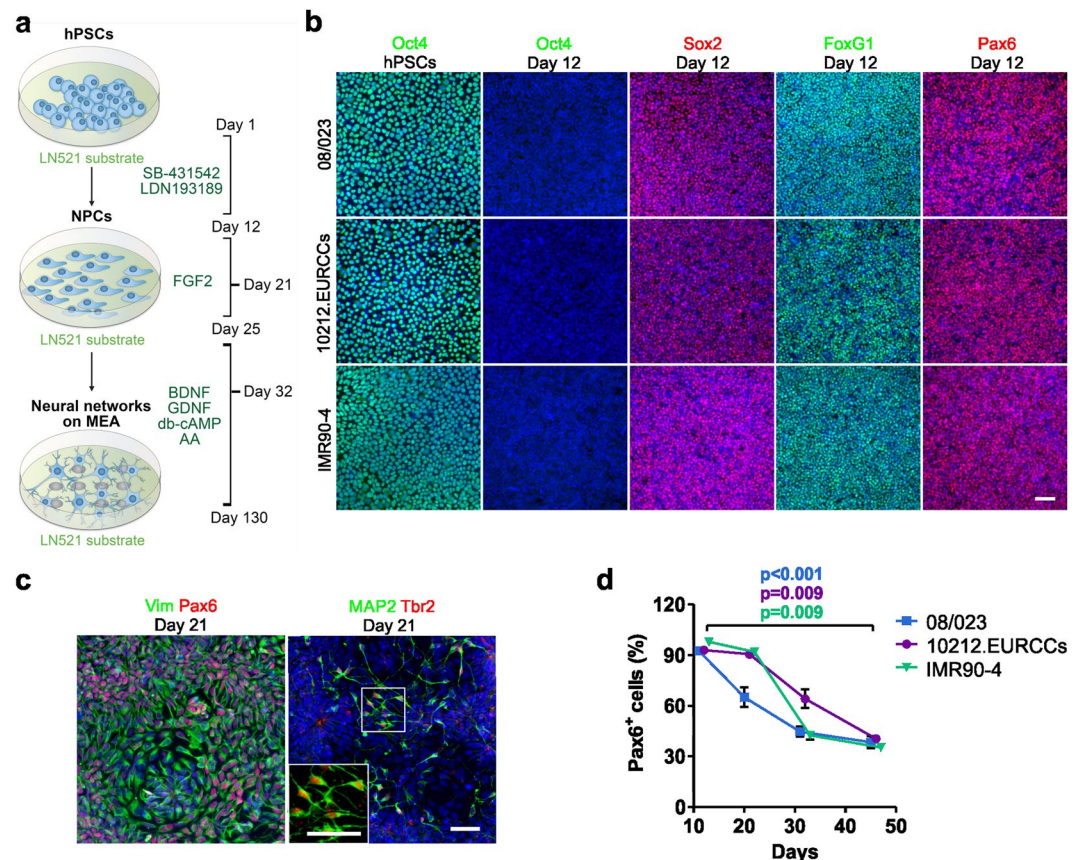 a
hPSCs
LN521 substrate
Day 1
SB-431542
LDN193189
NPCs
Day 12
FGF2
Day 21
LN521 substrate
Day 25
Day 32
BDNF
GDNF
db-cAMP
AA
Neural networks
on MEA
Day 130
LN521 substrate
b
Oct4
hPSCs
Oct4
Day 12
Sox2
Day 12
FoxG1
Day 12
Pax6
Day 12
08/023
10212.EURCCs
IMR90-4
c
Vim Pax6
Day 21
MAP2 Tbr2
Day 21
d
p<0.001
p=0.009
p=0.009
08/023
10212.EURCCs
IMR90-4
Pax6⁺ cells (%)
120
90
60
30
0
10 20 30 40 50
Days